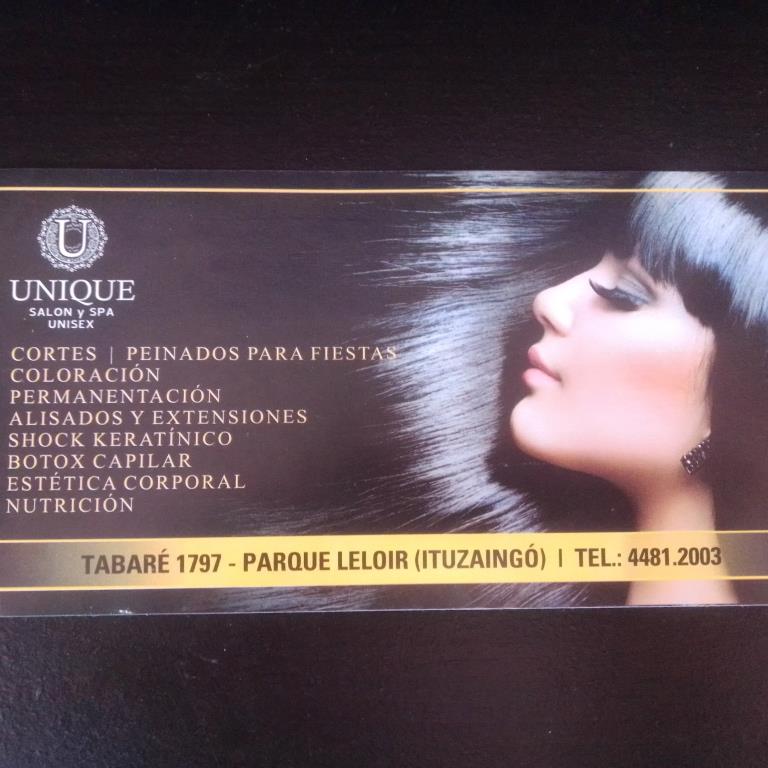 U
UNIQUE
SALON y SPA
UNISEX
CORTES | PEINADOS PARA FIESTAS
COLORACIÓN
PERMANENTACIÓN
ALISADOS Y EXTENSIONES
SHOCK KERATÍNICO
BOTOX CAPILAR
ESTÉTICA CORPORAL
NUTRICIÓN
TABARÉ 1797 - PARQUE LELOIR (ITUZAINGÓ) | TEL.: 4481.2003